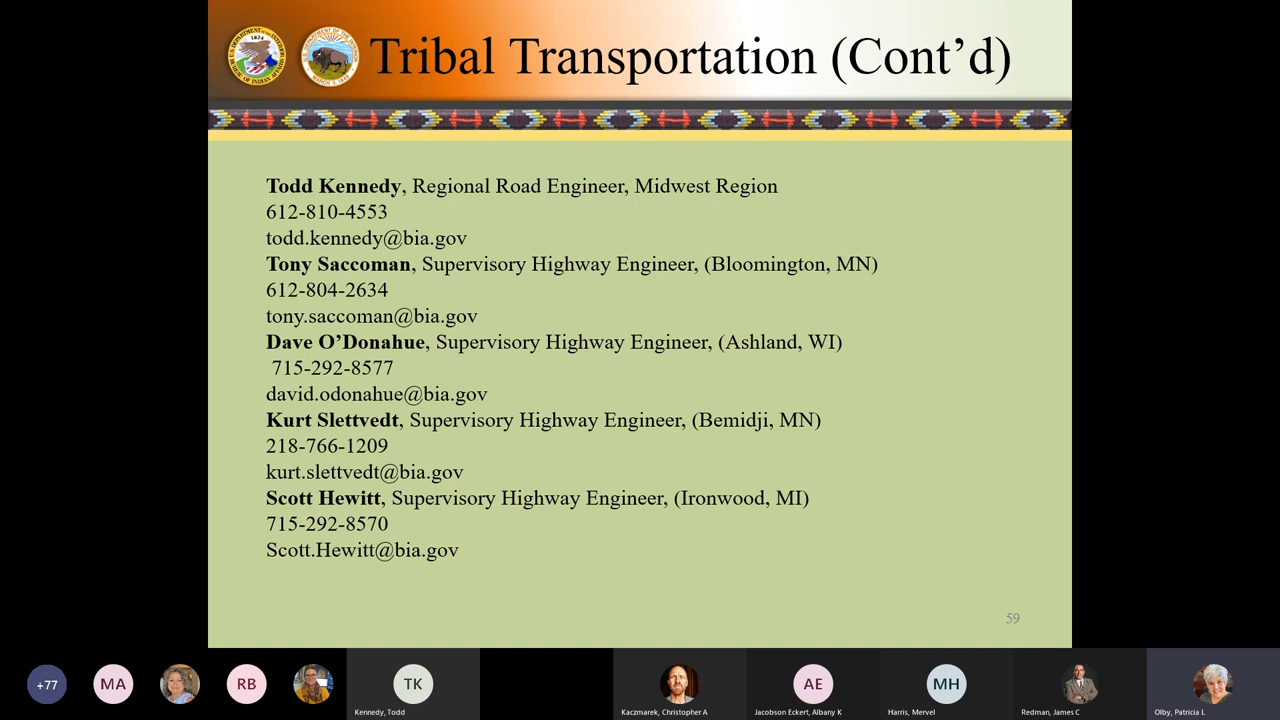 Tribal Transportation (Cont’d)
Todd Kennedy, Regional Road Engineer, Midwest Region
612-810-4553
todd.kennedy@bia.gov
Tony Saccoman, Supervisory Highway Engineer, (Bloomington, MN)
612-804-2634
tony.saccoman@bia.gov
Dave O’Donahue, Supervisory Highway Engineer, (Ashland, WI)
715-292-8577
david.odonahue@bia.gov
Kurt Slettvedt, Supervisory Highway Engineer, (Bemidji, MN)
218-766-1209
kurt.slettvedt@bia.gov
Scott Hewitt, Supervisory Highway Engineer, (Ironwood, MI)
715-292-8570
Scott.Hewitt@bia.gov
59
+77
MA
RB
TK
AE
MH
Kennedy, Todd
Kaczmarek, Christopher A
Jacobson Eckert, Albany K
Harris, Mervel
Redman, James C
Olby, Patricia L